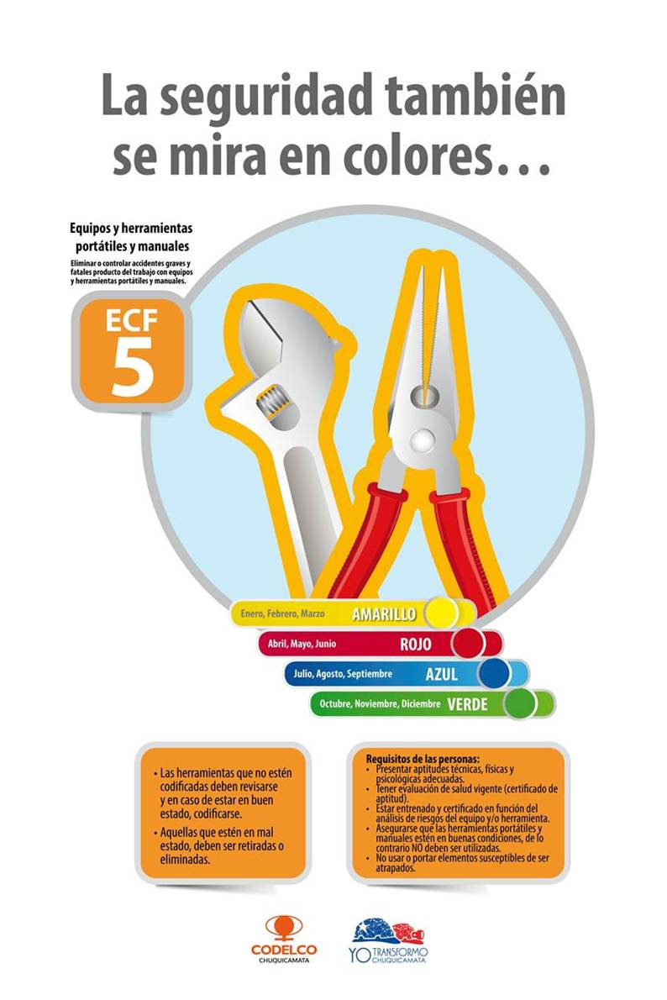 La seguridad también
se mira en colores…
Equipos y herramientas
portátiles y manuales
Eliminar o controlar accidentes graves y
fatales producto del trabajo con equipos
y herramientas portátiles y manuales.
ECF
5
Enero, Febrero, Marzo AMARILLO
Abril, Mayo, Junio ROJO
Julio, Agosto, Septiembre AZUL
Octubre, Noviembre, Diciembre VERDE
• Las herramientas que no estén
codificadas deben revisarse
y en caso de estar en buen
estado, codificarse.
• Aquellas que estén en mal
estado, deben ser retiradas o
eliminadas.
Requisitos de las personas:
• Presentar aptitudes técnicas, físicas y
psicológicas adecuadas.
• Tener evaluación de salud vigente (certificado de
aptitud).
• Estar entrenado y certificado en función del
análisis de riesgos del equipo y/o herramienta.
• Asegurarse que las herramientas portátiles y
manuales estén en buenas condiciones, de lo
contrario NO deben ser utilizadas.
• No usar o portar elementos susceptibles de ser
atrapados.
CODELCO
CHUQUICAMATA
YO TRANSFORMO
CHUQUICAMATA